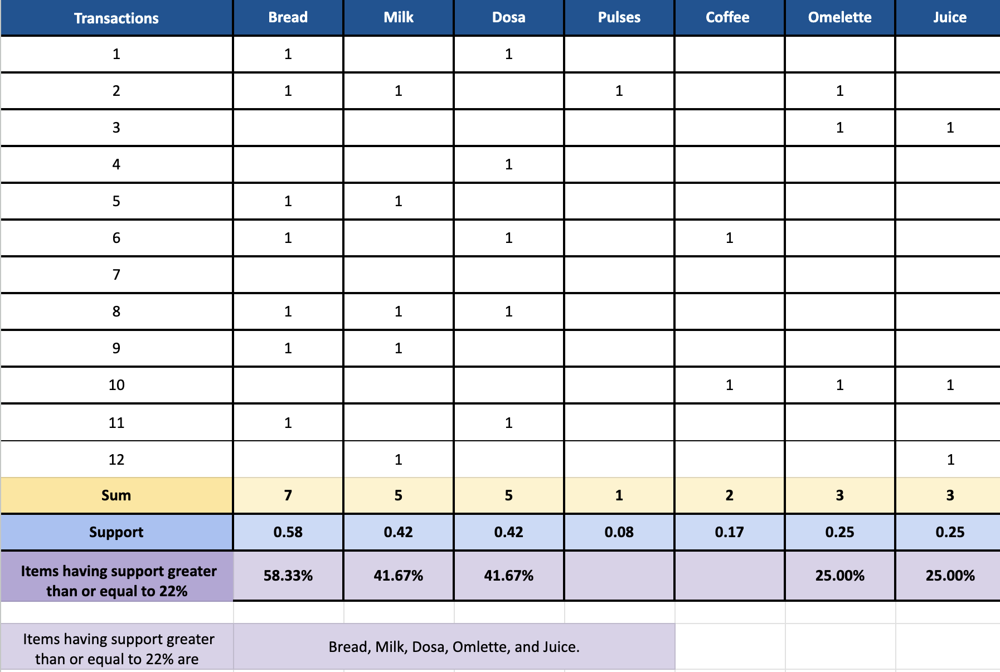 Transactions Bread Milk Dosa Pulses Coffee Omelette Juice
1 1 1
2 1 1 1 1
3 1 1
4 1
5 1 1
6 1 1 1
7
8 1 1 1
9 1 1
10 1 1 1
11 1 1
12 1 1
Sum 7 5 5 1 2 3 3
Support 0.58 0.42 0.42 0.08 0.17 0.25 0.25
Items having support greater
than or equal to 22% 58.33% 41.67% 41.67% 25.00% 25.00%
Items having support greater
than or equal to 22% are Bread, Milk, Dosa, Omlette, and Juice.